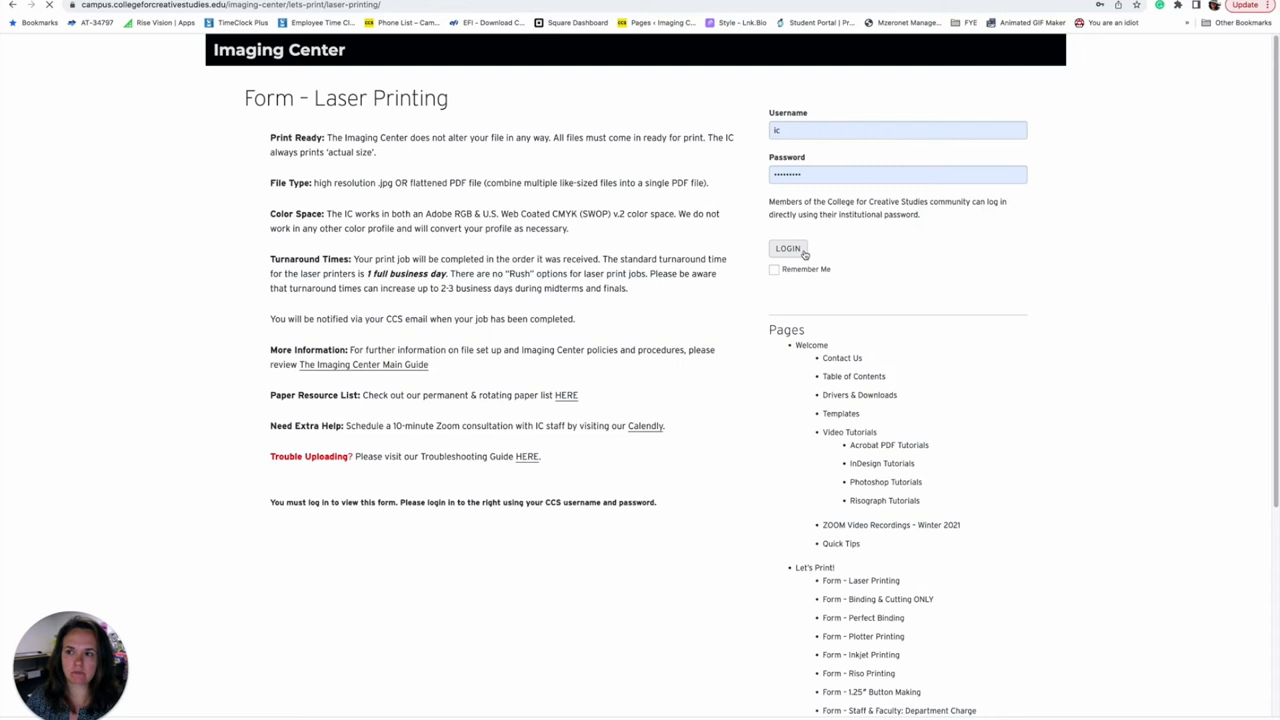 campus.collegeforcreativestudies.edu/imaging-center/lets-print/laser-printing/
Update
Bookmarks
AT-34797
Rise Vision | Apps
TimeClock Plus
Employee Time Cl...
Phone List – Cam...
EFI - Download C...
Square Dashboard
Pages ‹ Imaging C...
Style - Lnk.Bio
Student Portal | Pr...
Mzeronet Manage...
FYE
Animated GIF Maker
You are an idiot
»
Other Bookmarks
Imaging Center
Form – Laser Printing
Print Ready: The Imaging Center does not alter your file in any way. All files must come in ready for print. The IC
always prints 'actual size'.
File Type: high resolution .jpg OR flattened PDF file (combine multiple like-sized files into a single PDF file).
Color Space: The IC works in both an Adobe RGB & U.S. Web Coated CMYK (SWOP) v.2 color space. We do not
work in any other color profile and will convert your profile as necessary.
Turnaround Times: Your print job will be completed in the order it was received. The standard turnaround time
for the laser printers is 1 full business day. There are no "Rush" options for laser print jobs. Please be aware
that turnaround times can increase up to 2-3 business days during midterms and finals.
You will be notified via your CCS email when your job has been completed.
More Information: For further information on file set up and Imaging Center policies and procedures, please
review The Imaging Center Main Guide
Paper Resource List: Check out our permanent & rotating paper list HERE
Need Extra Help: Schedule a 10-minute Zoom consultation with IC staff by visiting our Calendly.
Trouble Uploading? Please visit our Troubleshooting Guide HERE.
You must log in to view this form. Please login in to the right using your CCS username and password.
Username
ic
Password
•••••••••
Members of the College for Creative Studies community can log in
directly using their institutional password.
LOGIN
Remember Me
Pages
• Welcome
• Contact Us
• Table of Contents
• Drivers & Downloads
• Templates
• Video Tutorials
• Acrobat PDF Tutorials
• InDesign Tutorials
• Photoshop Tutorials
• Risograph Tutorials
• ZOOM Video Recordings – Winter 2021
• Quick Tips
• Let's Print!
• Form – Laser Printing
• Form – Binding & Cutting ONLY
• Form – Perfect Binding
• Form – Plotter Printing
• Form – Inkjet Printing
• Form – Riso Printing
• Form – 1.25″ Button Making
• Form – Staff & Faculty: Department Charge